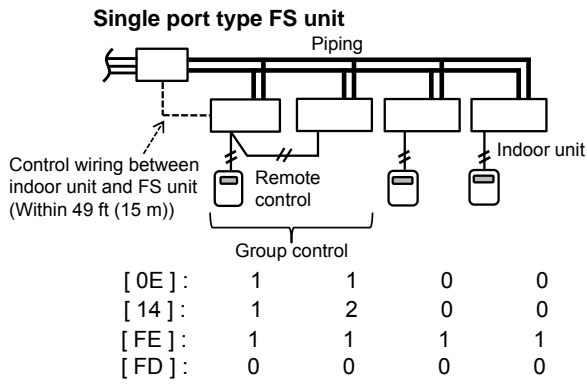 Single port type FS unit
Piping
Indoor unit
Control wiring between
indoor unit and FS unit
(Within 49 ft (15 m))
Remote
control
Group control
[ 0E ] : 1 1 0 0
[ 14 ] : 1 2 0 0
[ FE ] : 1 1 1 1
[ FD ] : 0 0 0 0